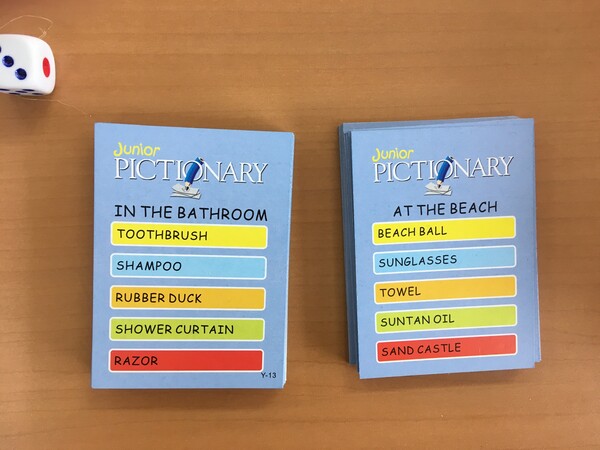 Junior
PICTIONARY
IN THE BATHROOM
TOOTHBRUSH
SHAMPOO
RUBBER DUCK
SHOWER CURTAIN
RAZOR
Y-13
Junior
PICTIONARY
AT THE BEACH
BEACH BALL
SUNGLASSES
TOWEL
SUNTAN OIL
SAND CASTLE